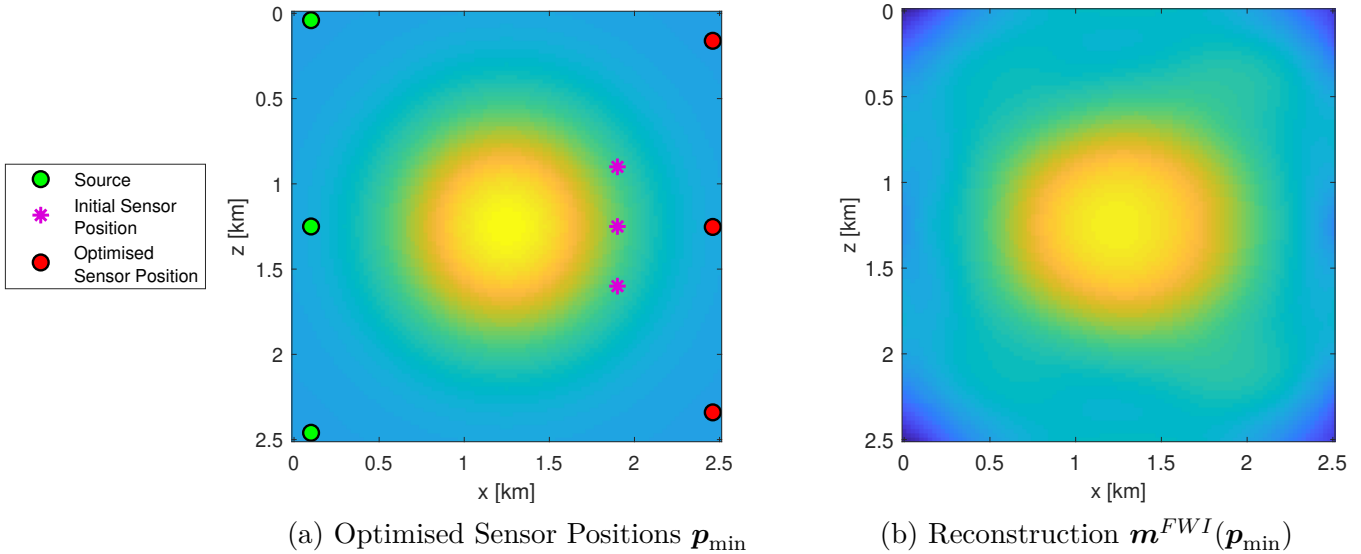 Source
Initial Sensor
Position
Optimised
Sensor Position
0
0.5
1
1.5
2
2.5
z [km]
0
0.5
1
1.5
2
2.5
x [km]
(a) Optimised Sensor Positions p_min
0
0.5
1
1.5
2
2.5
z [km]
0
0.5
1
1.5
2
2.5
x [km]
(b) Reconstruction m^{FWI}(p_min)